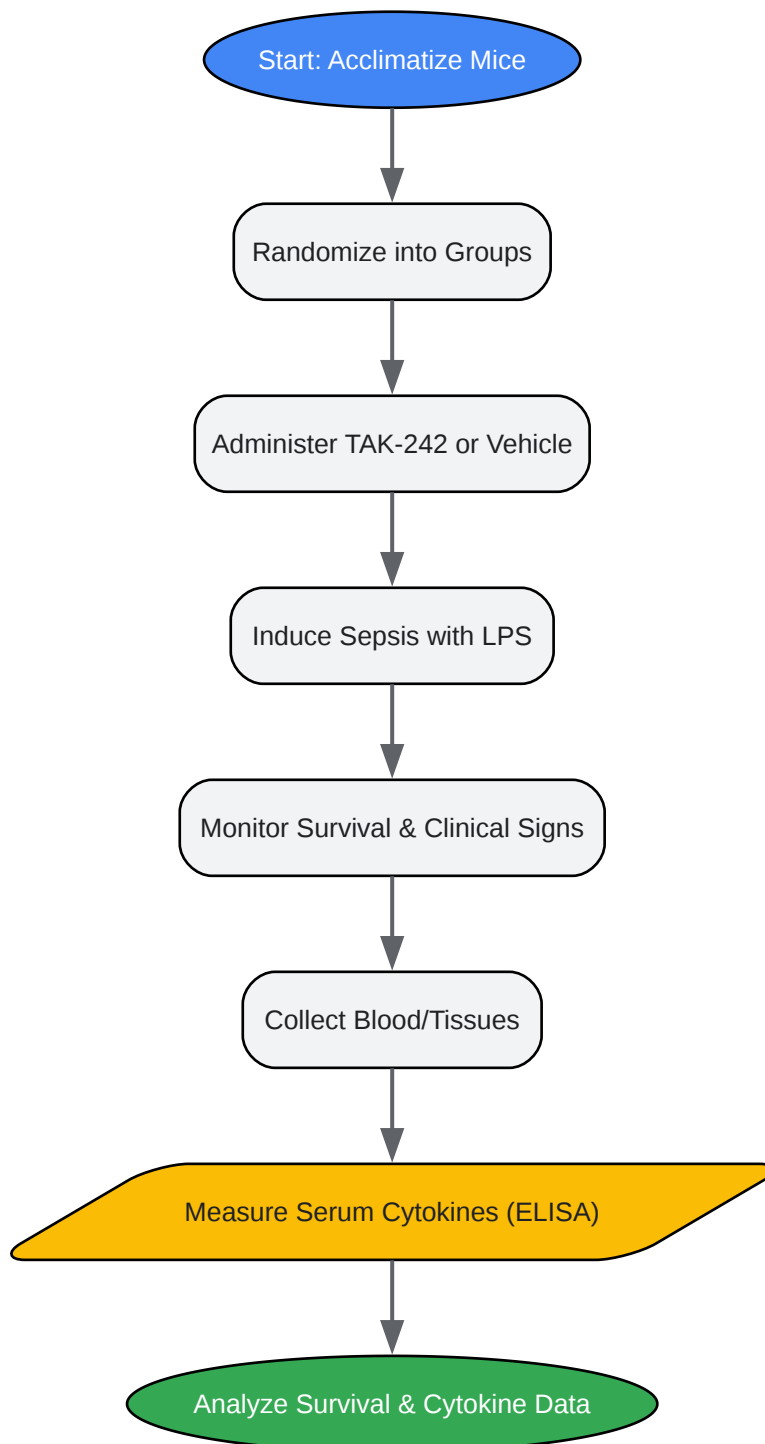 Start: Acclimatize Mice
Randomize into Groups
Administer TAK-242 or Vehicle
Induce Sepsis with LPS
Monitor Survival & Clinical Signs
Collect Blood/Tissues
Measure Serum Cytokines (ELISA)
Analyze Survival & Cytokine Data